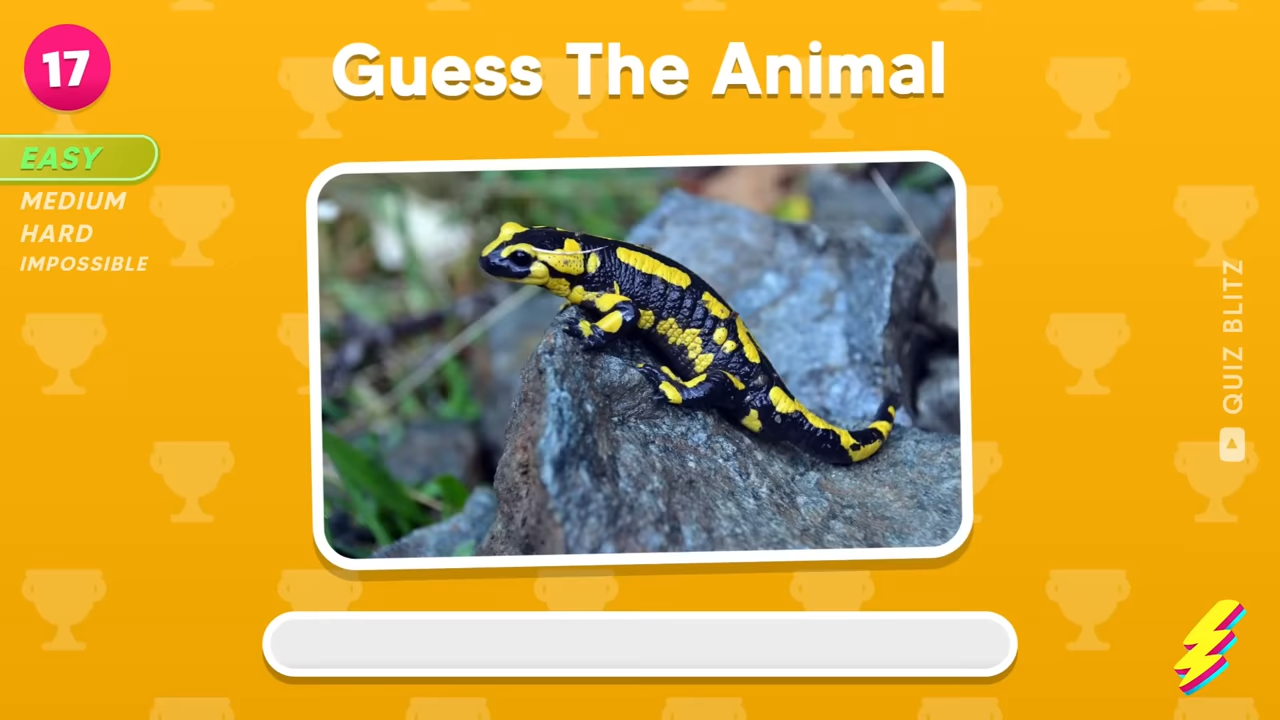 17
Guess The Animal
EASY
MEDIUM
HARD
IMPOSSIBLE
QUIZ BLITZ